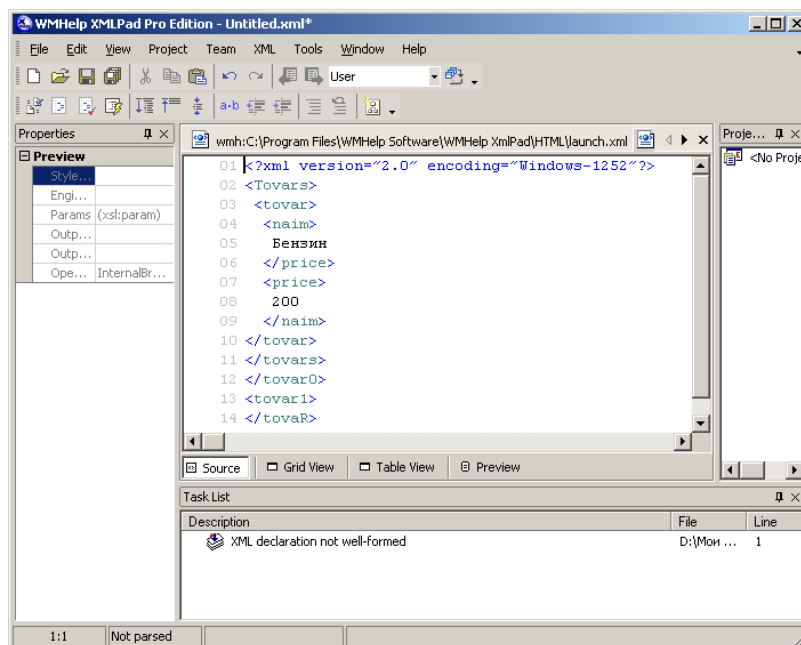 WMHelp XMLPad Pro Edition - Untitled.xml*
File Edit View Project Team XML Tools Window Help
User
a·b
Properties
Preview
Style...
Engi...
Params (xsl:param)
Outp...
Outp...
Ope... InternalBr...
wmh:C:\Program Files\WMHelp Software\WMHelp XmlPad\HTML\launch.xml
01 <?xml version="2.0" encoding="Windows-1252"?>
02 <Tovars>
03 <tovar>
04 <naim>
05 Бензин
06 </price>
07 <price>
08 200
09 </naim>
10 </tovar>
11 </tovars>
12 </tovarO>
13 <tovar1>
14 </tovaR>
Source Grid View Table View Preview
Proje...
<No Proje
Task List
Description File Line
XML declaration not well-formed D:\Мои ... 1
1:1 Not parsed